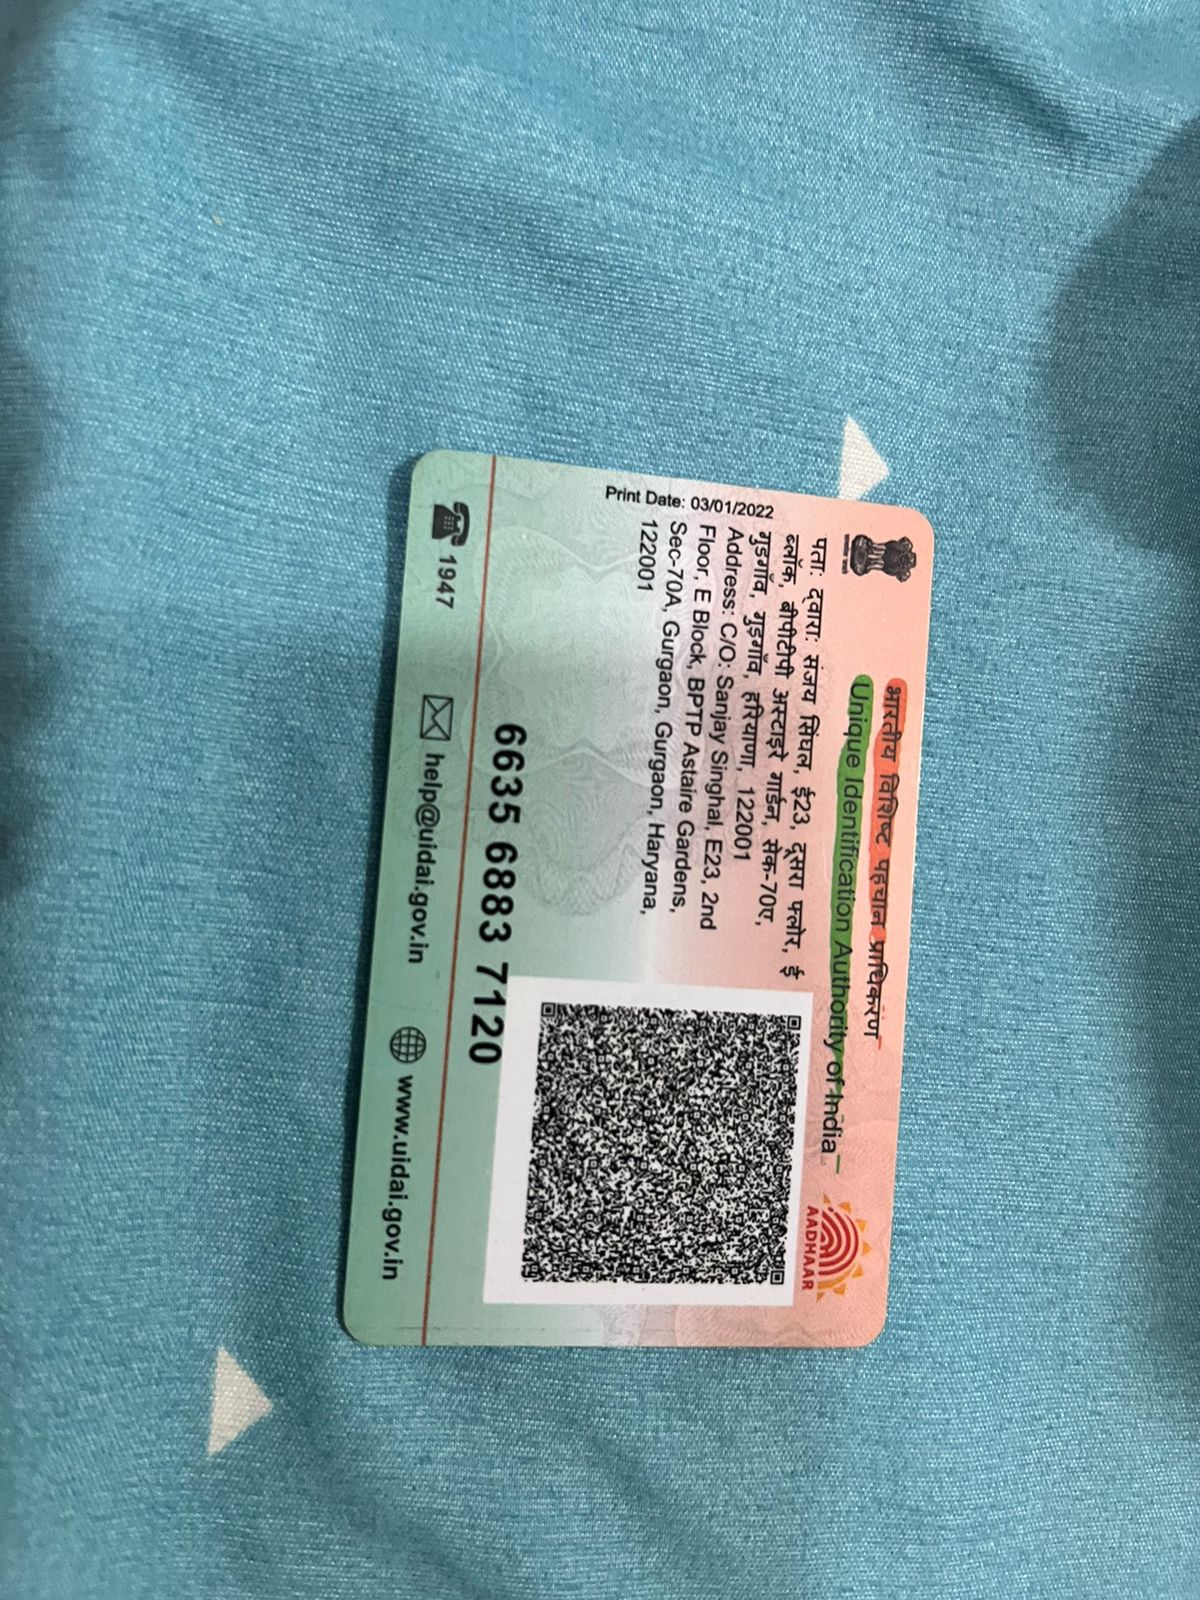 भारतीय विशिष्ट पहचान प्राधिकरण
Unique Identification Authority of India
AADHAAR
Print Date: 03/01/2022
पता: द्वारा: संजय सिंघल, ई23, दूसरा फ्लोर, ई
ब्लॉक, बीपीटीपी अस्टाइरे गार्डन, सेक-70ए,
गुडगाँव, गुडगाँव, हरियाणा, 122001
Address: C/O: Sanjay Singhal, E23, 2nd
Floor, E Block, BPTP Astaire Gardens,
Sec-70A, Gurgaon, Gurgaon, Haryana,
122001
6635 6883 7120
1947 help@uidai.gov.in www.uidai.gov.in